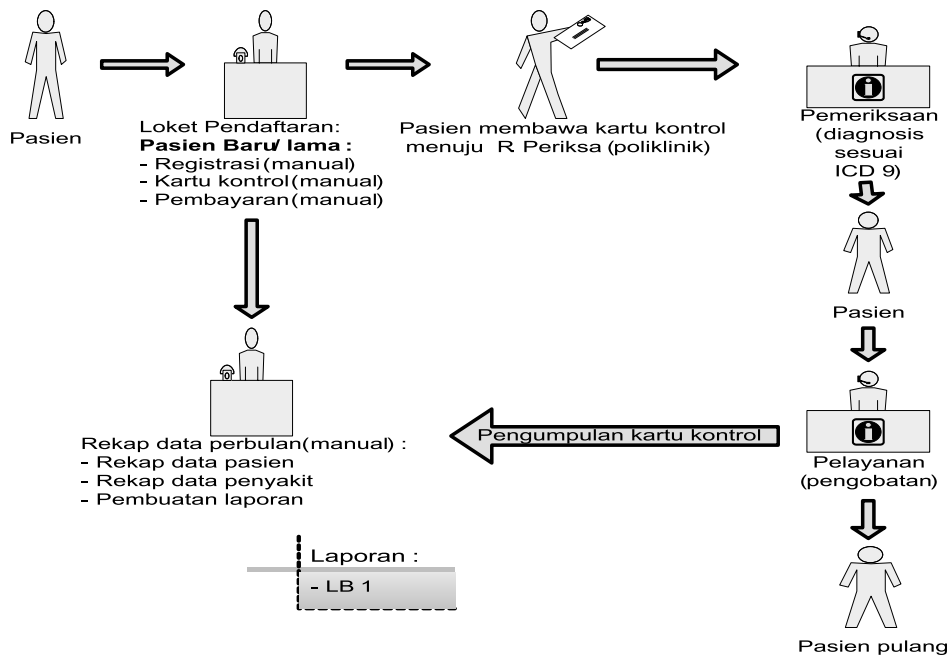 Pasien
Loket Pendaftaran:
Pasien Baru/ lama :
- Registrasi (manual)
- Kartu kontrol (manual)
- Pembayaran (manual)
Pasien membawa kartu kontrol
menuju R Periksa (poliklinik)
Pemeriksaan
(diagnosis
sesuai
ICD 9)
Pasien
Pelayanan
(pengobatan)
Pengumpulan kartu kontrol
Pasien pulang
Rekap data perbulan(manual) :
- Rekap data pasien
- Rekap data penyakit
- Pembuatan laporan
Laporan :
- LB 1